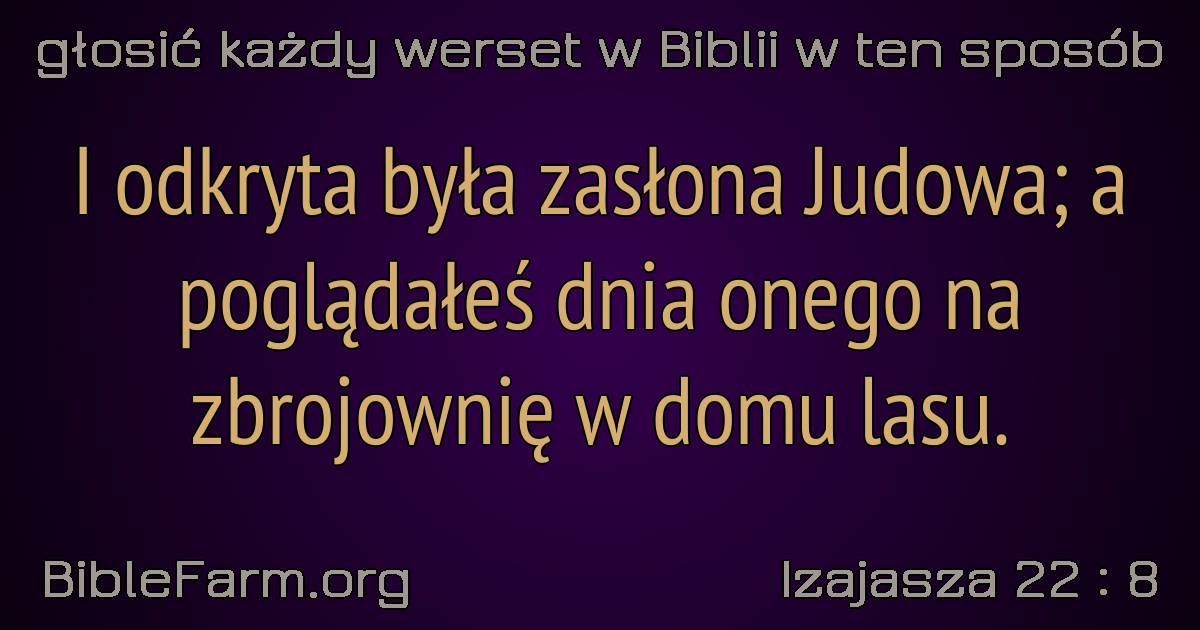 głosić każdy werset w Biblii w ten sposób
I odkryta była zasłona Judowa; a
poglądałeś dnia onego na
zbrojownię w domu lasu.
BibleFarm.org
Izajasza 22 : 8